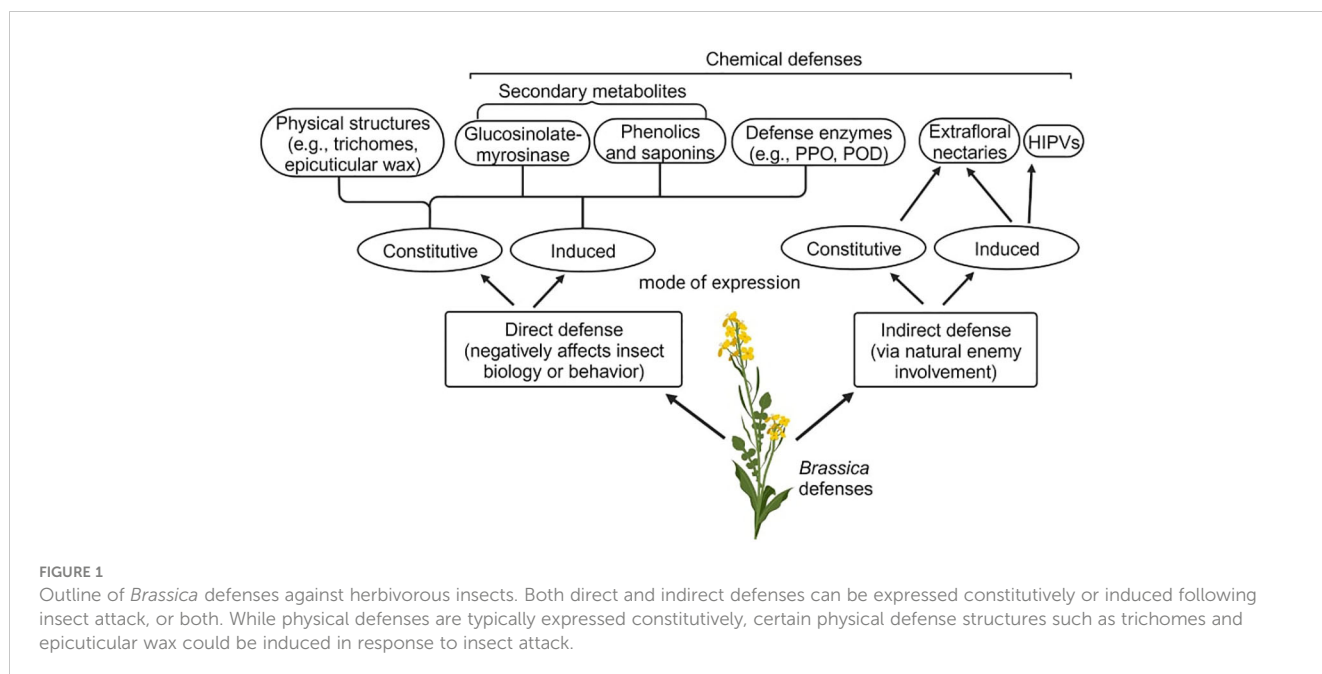 Chemical defenses
Secondary metabolites
Physical structures
(e.g., trichomes,
epicuticular wax)
Glucosinolate-
myrosinase
Phenolics
and saponins
Defense enzymes
(e.g., PPO, POD)
Extrafloral
nectaries
HIPVs
Constitutive
Induced
Constitutive
Induced
mode of expression
Direct defense
(negatively affects insect
biology or behavior)
Indirect defense
(via natural enemy
involvement)
Brassica
defenses
FIGURE 1
Outline of Brassica defenses against herbivorous insects. Both direct and indirect defenses can be expressed constitutively or induced following
insect attack, or both. While physical defenses are typically expressed constitutively, certain physical defense structures such as trichomes and
epicuticular wax could be induced in response to insect attack.